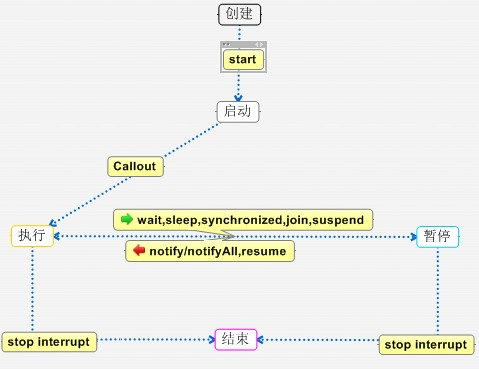 创建
start
启动
Callout
wait,sleep,synchronized,join,suspend
执行
暂停
notify/notifyAll,resume
stop interrupt
结束
stop interrupt